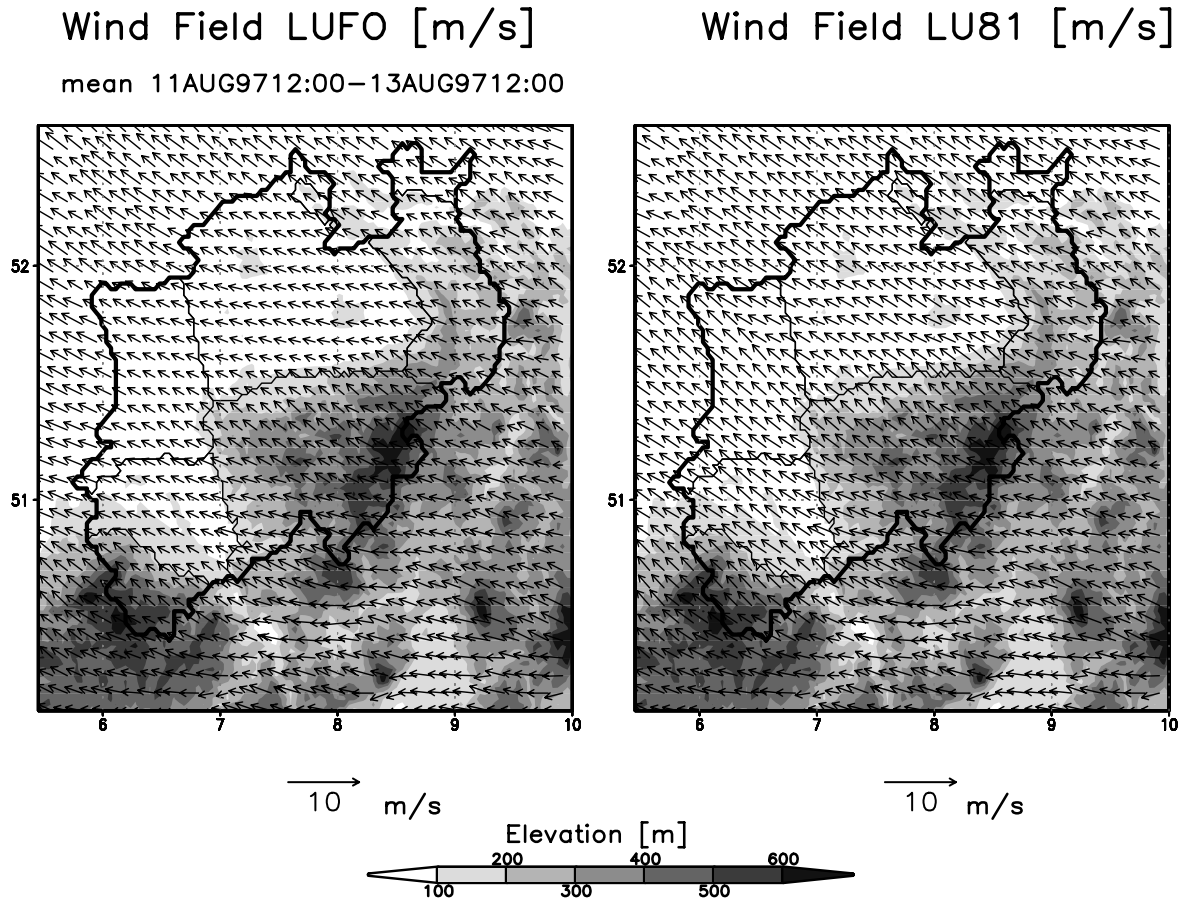 Wind Field LUFO [m/s]
Wind Field LU81 [m/s]
mean 11AUG9712:00-13AUG9712:00
52
51
6 7 8 9 10
52
51
6 7 8 9 10
10 m/s
10 m/s
Elevation [m]
200 400 600
100 300 500